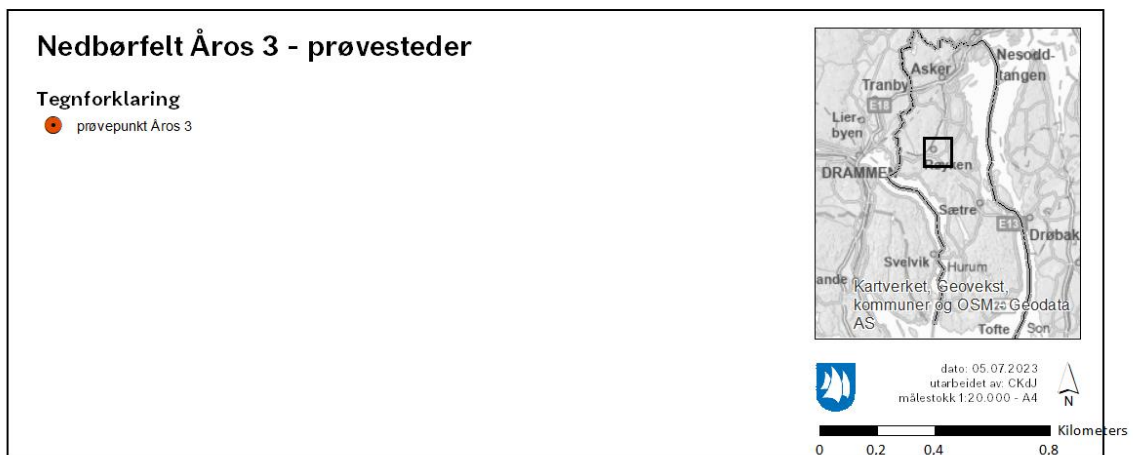 Nedbørfelt Åros 3 - prøvesteder
Tegnforklaring
prøvepunkt Åros 3
Nesodd-
tangen
Asker
Tranby
E18
Lier-
byen
Røyken
DRAMMEN
Sætre
E13
Drøbak
Svelvik
Hurum
ande
Kartverket, Geovekst,
kommuner og OSM - Geodata
AS
Tofte
Son
dato: 05.07.2023
utarbeidet av: CKdJ
målestokk 1:20.000 - A4
N
Kilometers
0 0,2 0,4 0,8